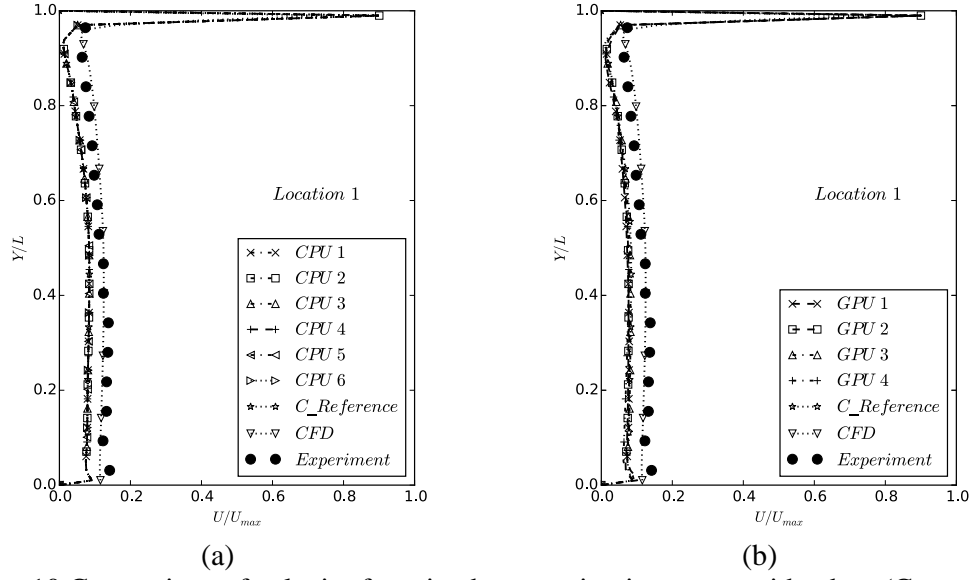 1.0
0.8
0.6
0.4
0.2
0.0
Y/L
Location 1
CPU 1
CPU 2
CPU 3
CPU 4
CPU 5
CPU 6
C_Reference
CFD
Experiment
0.0 0.2 0.4 0.6 0.8 1.0
U/Umax
(a)
1.0
0.8
0.6
0.4
0.2
0.0
Y/L
Location 1
GPU 1
GPU 2
GPU 3
GPU 4
C_Reference
CFD
Experiment
0.0 0.2 0.4 0.6 0.8 1.0
U/Umax
(b)